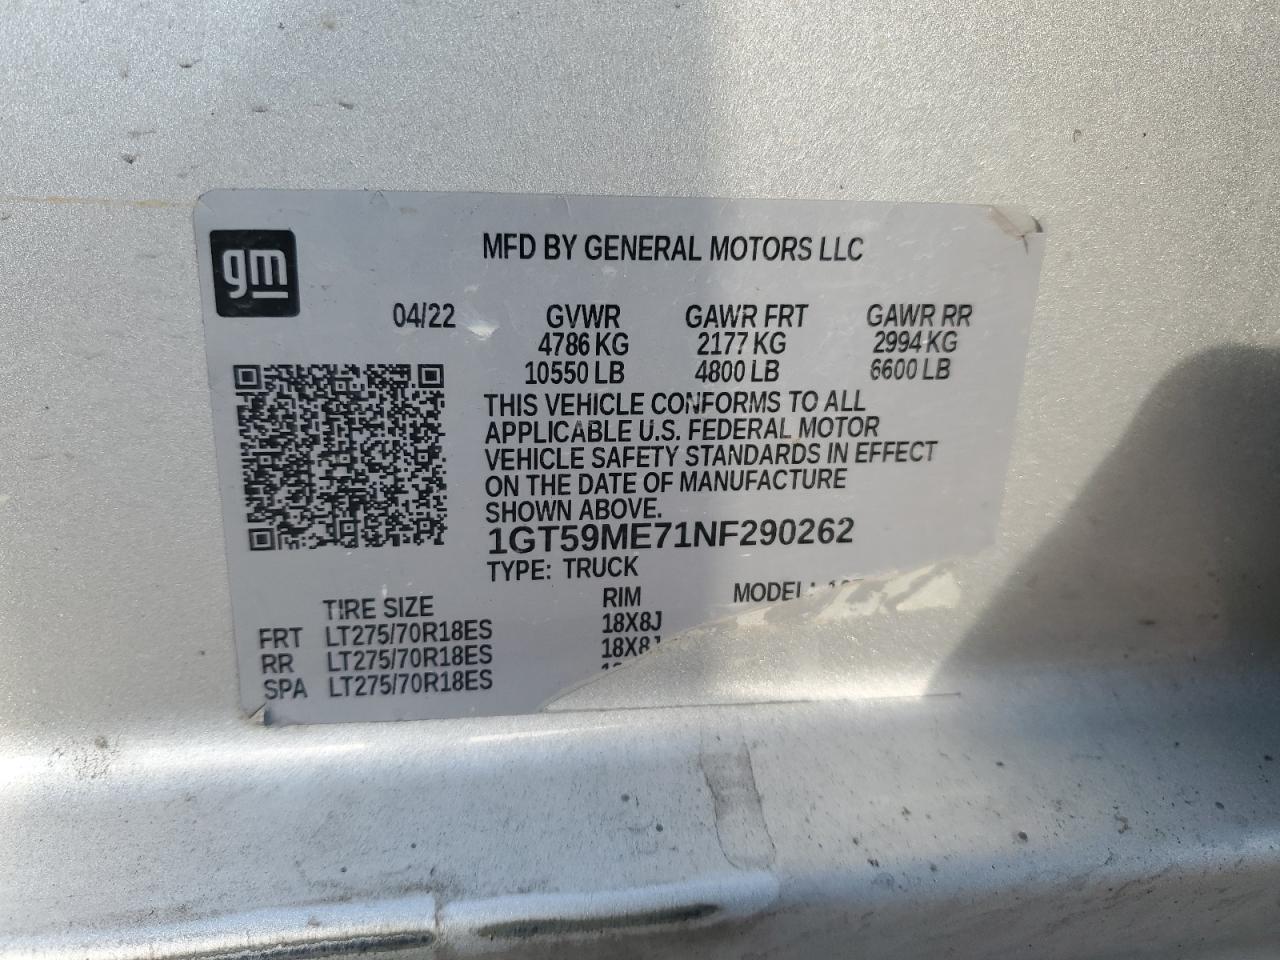 gm
MFD BY GENERAL MOTORS LLC
04/22 GVWR GAWR FRT GAWR RR
4786 KG 2177 KG 2994 KG
10550 LB 4800 LB 6600 LB
THIS VEHICLE CONFORMS TO ALL
APPLICABLE U.S. FEDERAL MOTOR
VEHICLE SAFETY STANDARDS IN EFFECT
ON THE DATE OF MANUFACTURE
SHOWN ABOVE.
1GT59ME71NF290262
TYPE: TRUCK
TIRE SIZE RIM MODEL:
FRT LT275/70R18ES 18X8J
RR LT275/70R18ES 18X8J
SPA LT275/70R18ES